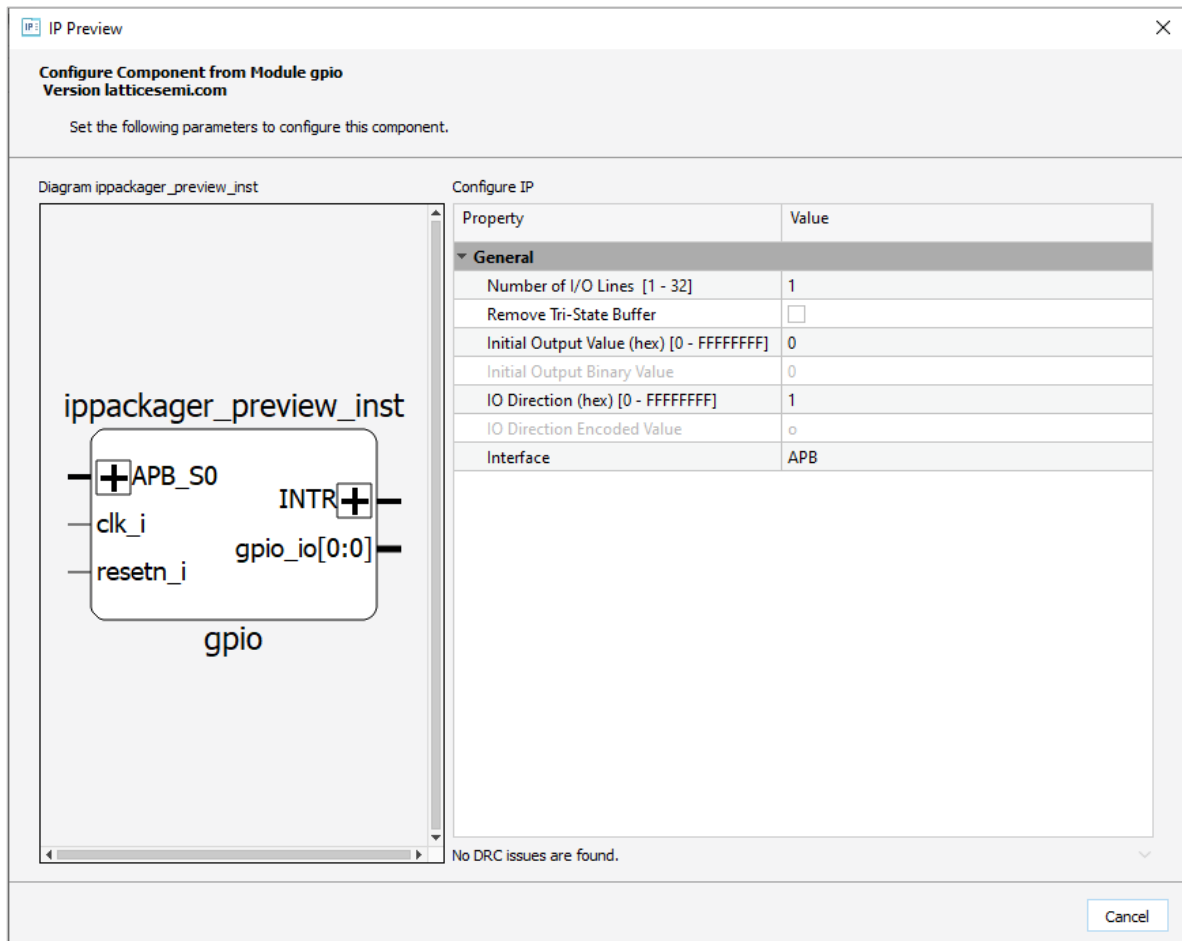 IP Preview
Configure Component from Module gpio
Version latticesemi.com
Set the following parameters to configure this component.
Diagram ippackager_preview_inst
ippackager_preview_inst
APB_S0
clk_i
resetn_i
INTR
gpio_io[0:0]
gpio
Configure IP
Property Value
General
Number of I/O Lines [1 - 32] 1
Remove Tri-State Buffer
Initial Output Value (hex) [0 - FFFFFFFF] 0
Initial Output Binary Value 0
IO Direction (hex) [0 - FFFFFFFF] 1
IO Direction Encoded Value o
Interface APB
No DRC issues are found.
Cancel